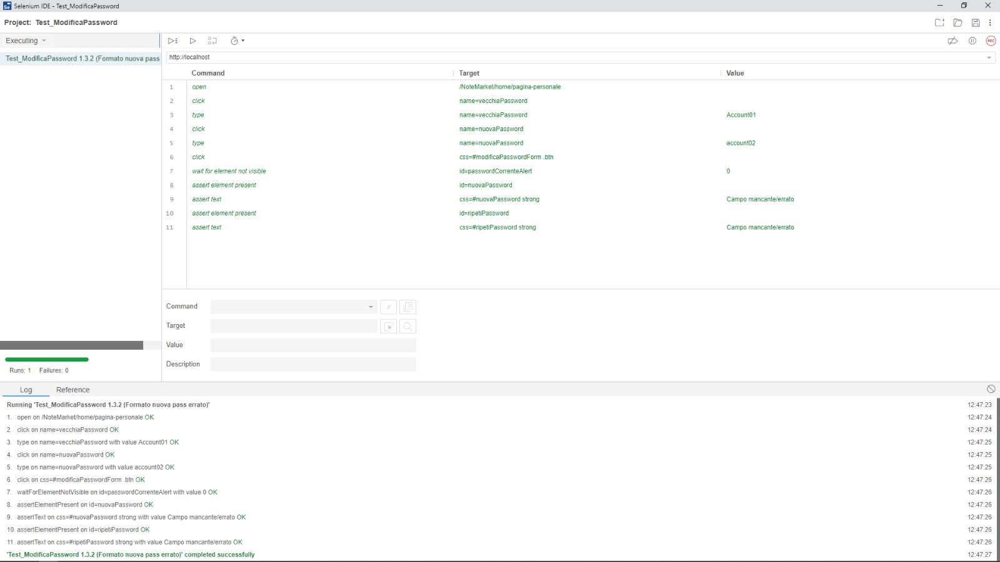 Selenium IDE - Test_ModificaPassword
Project: Test_ModificaPassword
Executing
Test_ModificaPassword 1.3.2 (Formato nuova pass
http://localhost
Command Target Value
1 open /NoteMarket/home/pagina-personale
2 click name=vecchiaPassword
3 type name=vecchiaPassword Account01
4 click name=nuovaPassword
5 type name=nuovaPassword account02
6 click css=#modificaPasswordForm .btn
7 wait for element not visible id=passwordCorrenteAlert 0
8 assert element present id=nuovaPassword
9 assert text css=#nuovaPassword strong Campo mancante/errato
10 assert element present id=ripetiPassword
11 assert text css=#ripetiPassword strong Campo mancante/errato
Command //
Target
Value
Description
Runs: 1 Failures: 0
Log Reference
Running 'Test_ModificaPassword 1.3.2 (Formato nuova pass errato)' 12:47:23
1. open on /NoteMarket/home/pagina-personale OK 12:47:24
2. click on name=vecchiaPassword OK 12:47:24
3. type on name=vecchiaPassword with value Account01 OK 12:47:25
4. click on name=nuovaPassword OK 12:47:25
5. type on name=nuovaPassword with value account02 OK 12:47:25
6. click on css=#modificaPasswordForm .btn OK 12:47:26
7. waitForElementNotVisible on id=passwordCorrenteAlert with value 0 OK 12:47:26
8. assertElementPresent on id=nuovaPassword OK 12:47:26
9. assertText on css=#nuovaPassword strong with value Campo mancante/errato OK 12:47:26
10. assertElementPresent on id=ripetiPassword OK 12:47:26
11. assertText on css=#ripetiPassword strong with value Campo mancante/errato OK 12:47:26
'Test_ModificaPassword 1.3.2 (Formato nuova pass errato)' completed successfully 12:47:27
REC
Se